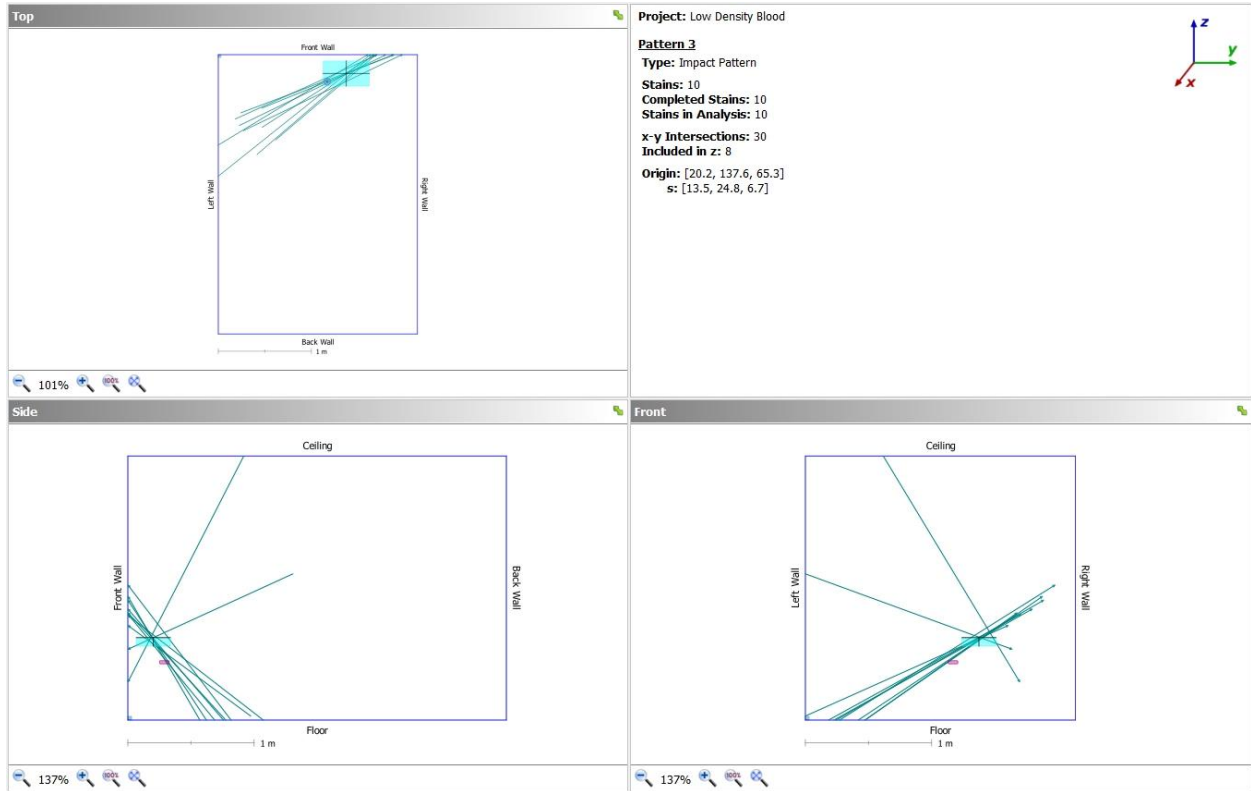 Top
Front Wall
Left Wall
Right Wall
Back Wall
1 m
101%
100%
Project: Low Density Blood
Pattern 3
Type: Impact Pattern
Stains: 10
Completed Stains: 10
Stains in Analysis: 10
x-y Intersections: 30
Included in z: 8
Origin: [20.2, 137.6, 65.3]
s: [13.5, 24.8, 6.7]
z
y
x
Side
Ceiling
Front Wall
Back Wall
Floor
1 m
137%
100%
Front
Ceiling
Left Wall
Right Wall
Floor
1 m
137%
100%